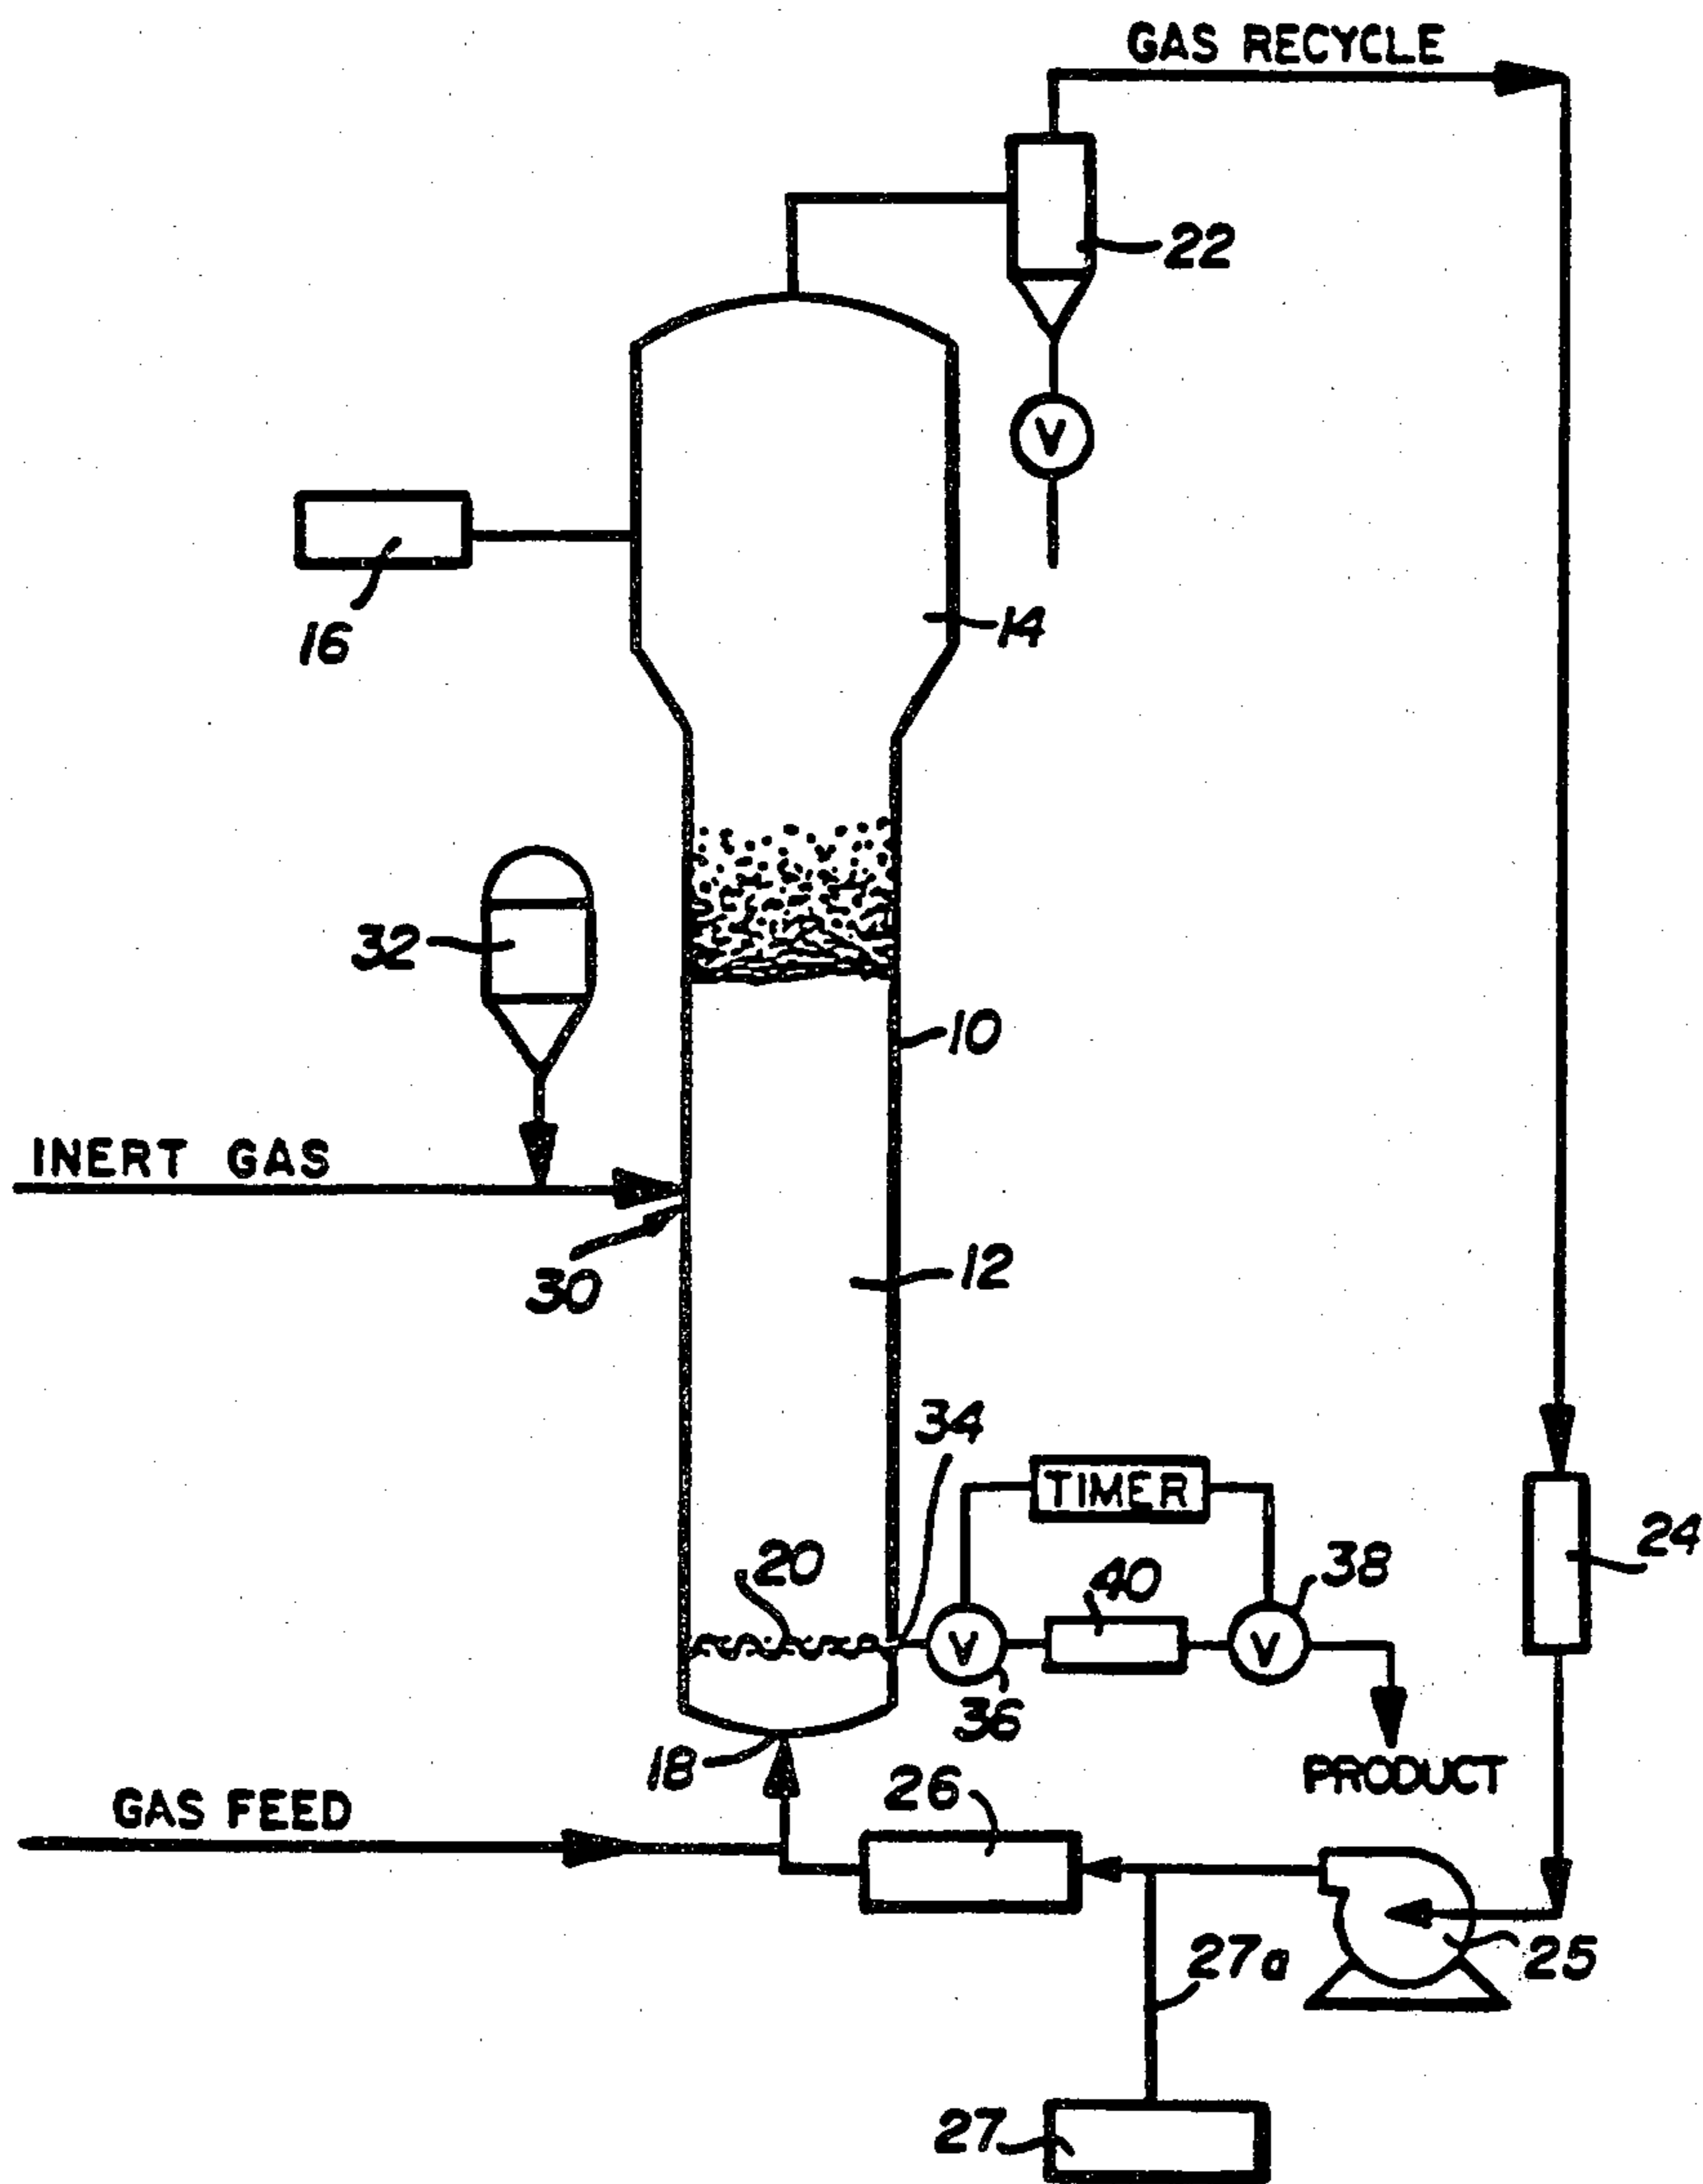 GAS RECYCLE
22
V
16
14
32
10
INERT GAS
30
12
34
TIMER
24
20
40
38
V
V
36
18
PRODUCT
GAS FEED
26
25
27a
27